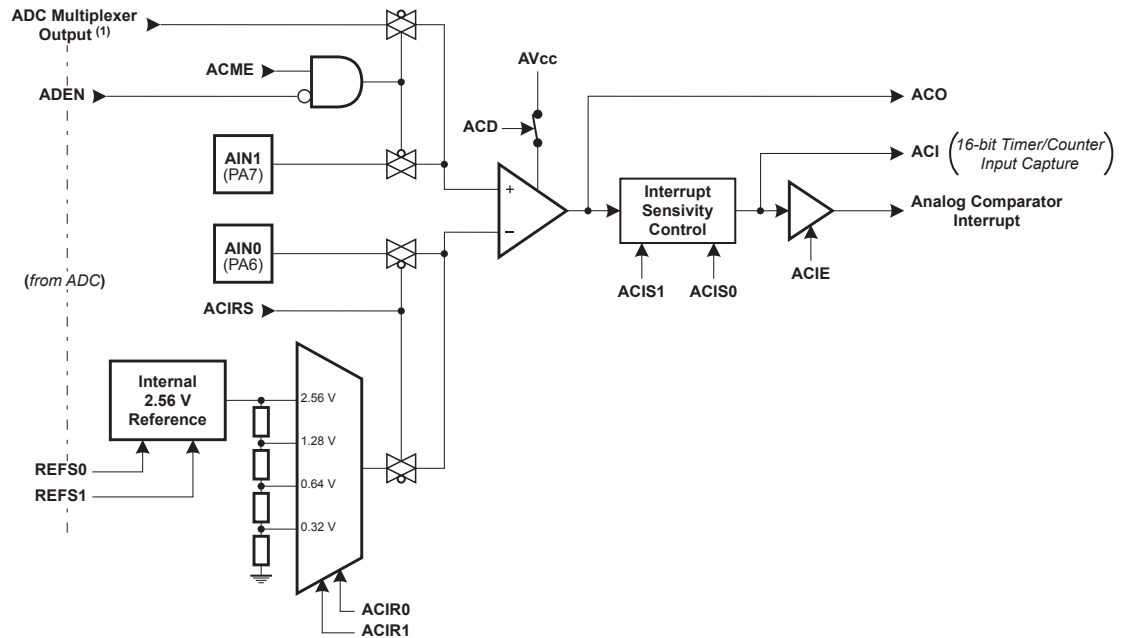 ADC Multiplexer
Output (1)
ACME
ADEN
AVcc
ACD
ACO
AIN1
(PA7)
+
ACI (16-bit Timer/Counter
Input Capture)
Interrupt
Sensivity
Control
Analog Comparator
Interrupt
AIN0
(PA6)
−
ACIE
ACIS1 ACIS0
(from ADC)
ACIRS
Internal
2.56 V
Reference
2.56 V
1.28 V
0.64 V
0.32 V
REFS0
REFS1
ACIR0
ACIR1